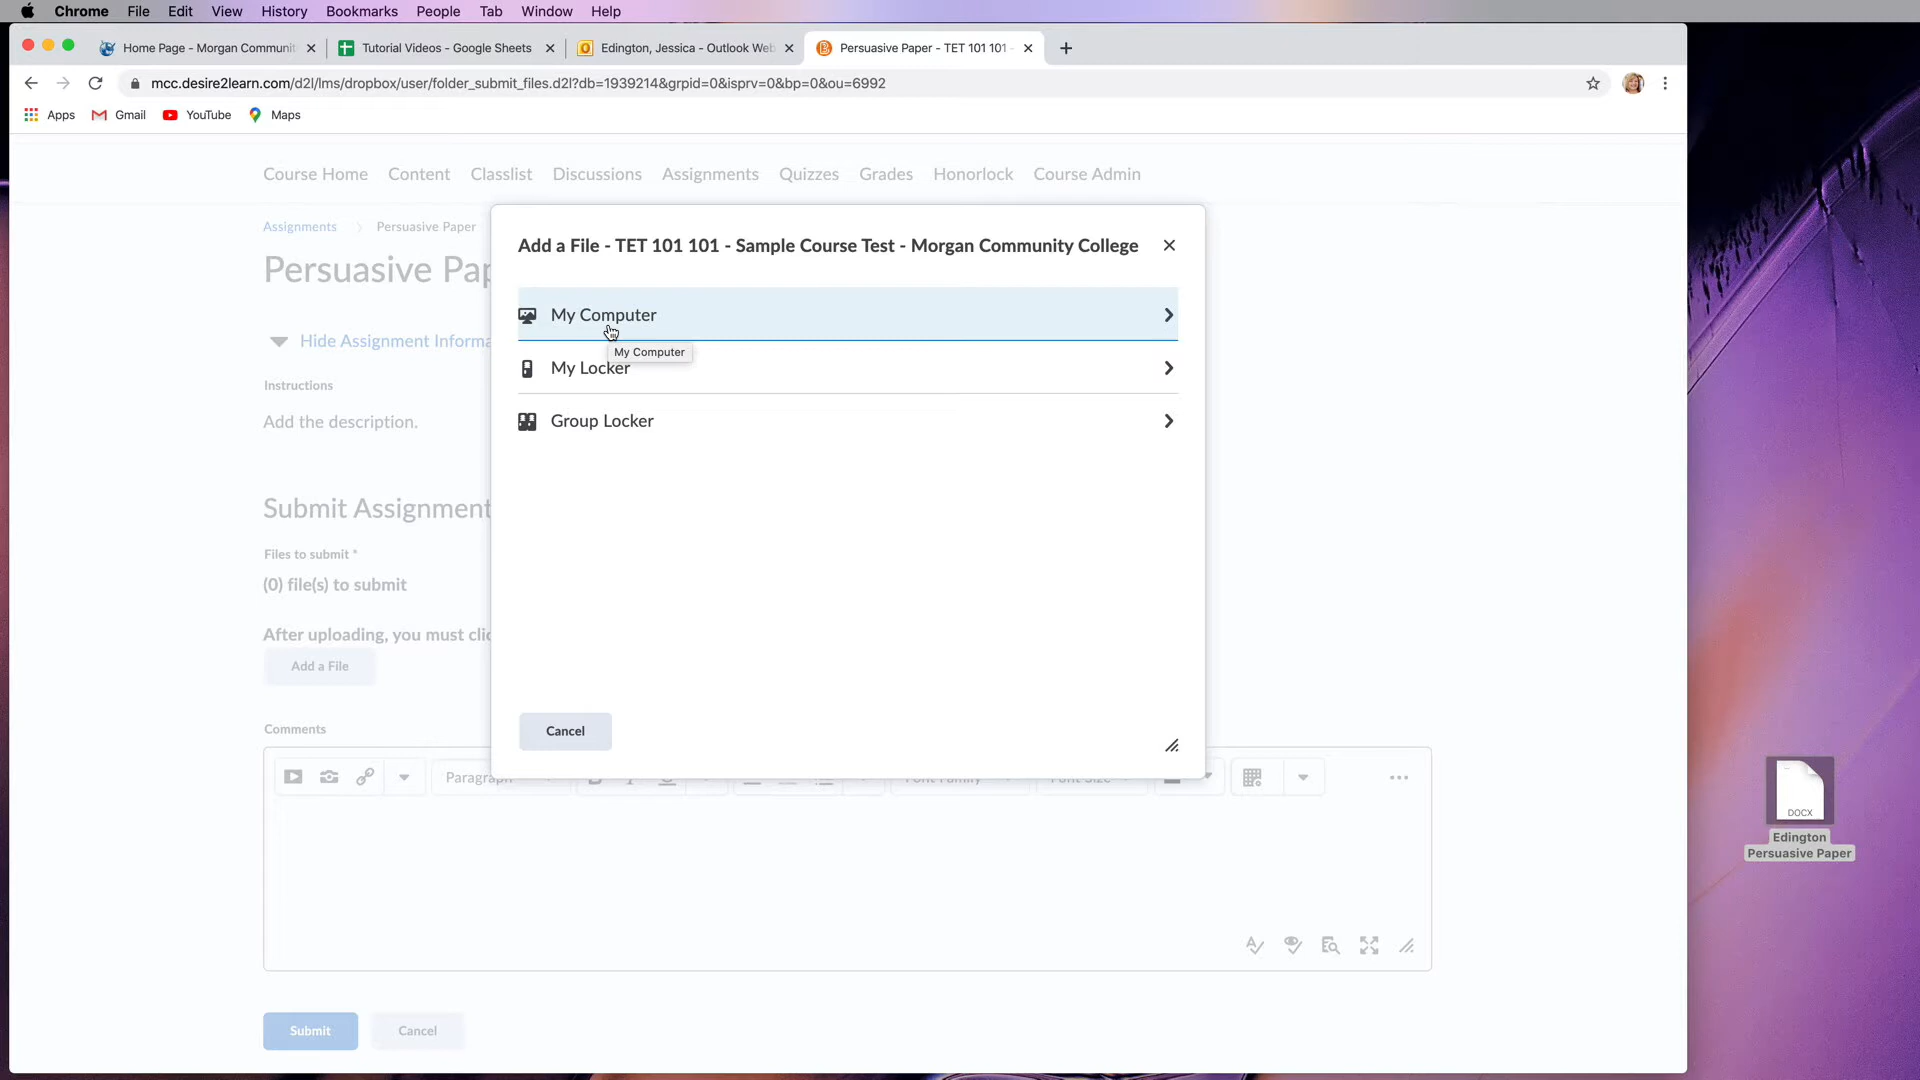 Chrome File Edit View History Bookmarks People Tab Window Help
Home Page - Morgan Communit
Tutorial Videos - Google Sheets
Edington, Jessica - Outlook Web
Persuasive Paper - TET 101 101 -
mcc.desire2learn.com/d2l/lms/dropbox/user/folder_submit_files.d2l?db=1939214&grpid=0&isprv=0&bp=0&ou=6992
Apps Gmail YouTube Maps
Course Home Content Classlist Discussions Assignments Quizzes Grades Honorlock Course Admin
Assignments Persuasive Paper
Persuasive Pap
Add a File - TET 101 101 - Sample Course Test - Morgan Community College
My Computer
Hide Assignment Informa
My Computer
My Locker
Instructions
Add the description.
Group Locker
Submit Assignment
Files to submit *
(0) file(s) to submit
After uploading, you must clic
Add a File
Comments
Cancel
Paragraph
Font Family
Font Size
DOCX
Edington
Persuasive Paper
Submit Cancel